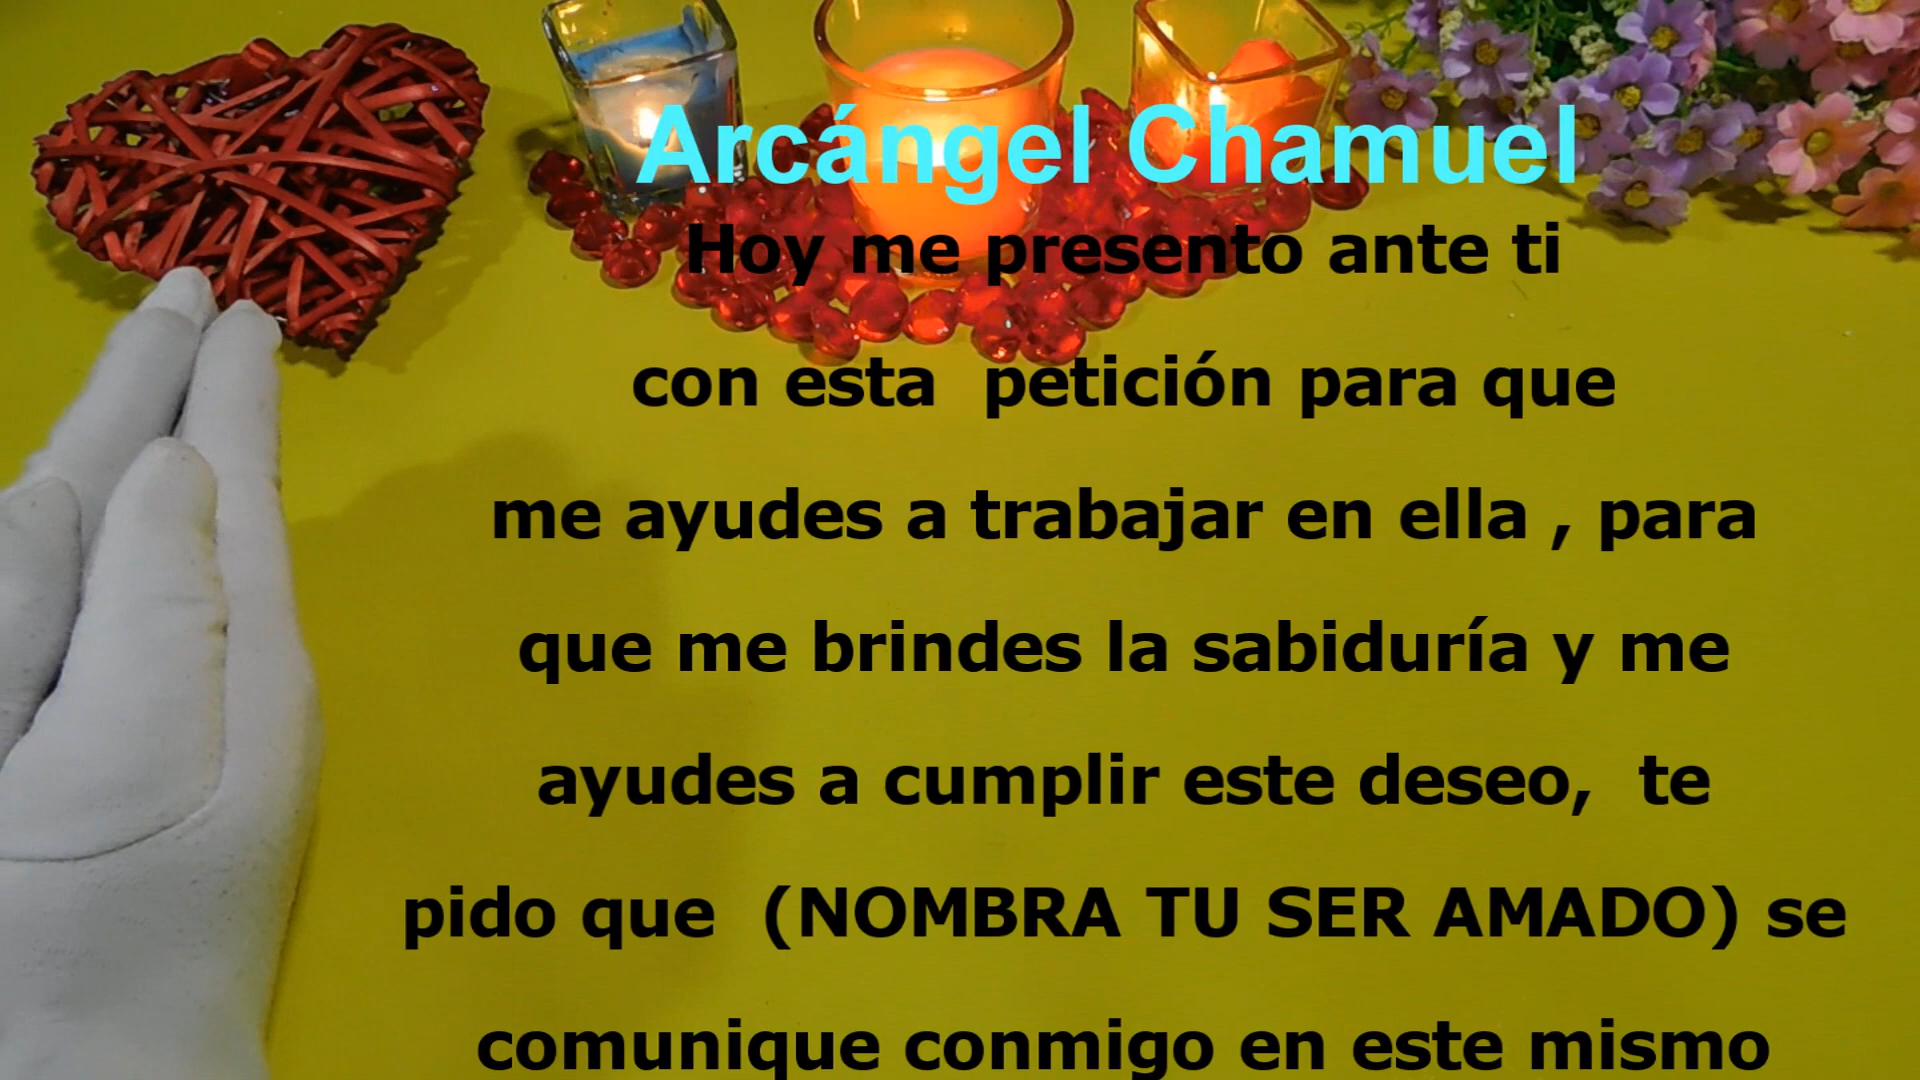 Arcángel Chamuel
Hoy me presento ante ti
con esta petición para que
me ayudes a trabajar en ella , para
que me brindes la sabiduría y me
ayudes a cumplir este deseo, te
pido que (NOMBRA TU SER AMADO) se
comunique conmigo en este mismo